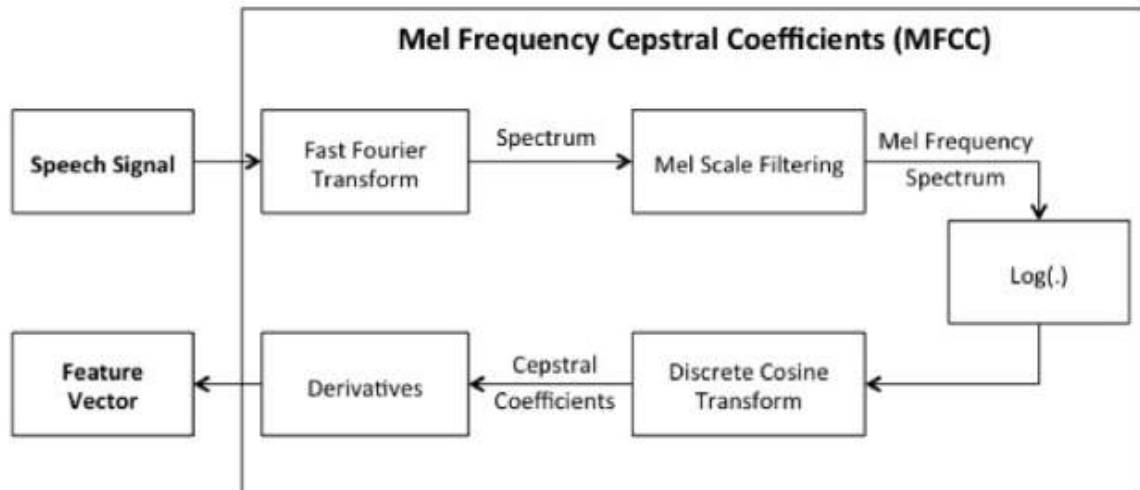 Mel Frequency Cepstral Coefficients (MFCC)
Speech Signal
Fast Fourier
Transform
Spectrum
Mel Scale Filtering
Mel Frequency
Spectrum
Log(.)
Discrete Cosine
Transform
Cepstral
Coefficients
Derivatives
Feature
Vector